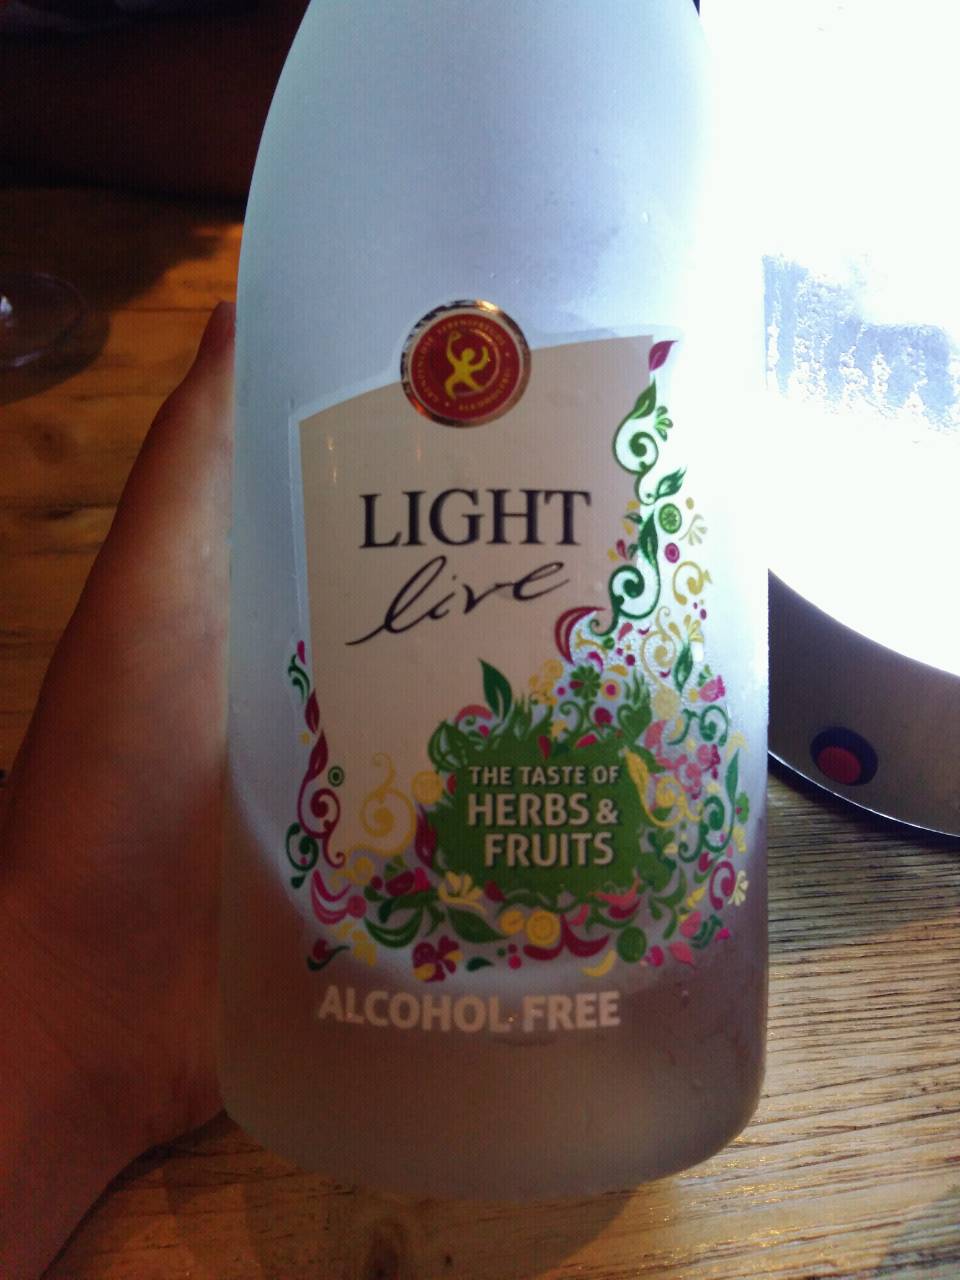 LIGHT
live
THE TASTE OF
HERBS &
FRUITS
ALCOHOL FREE